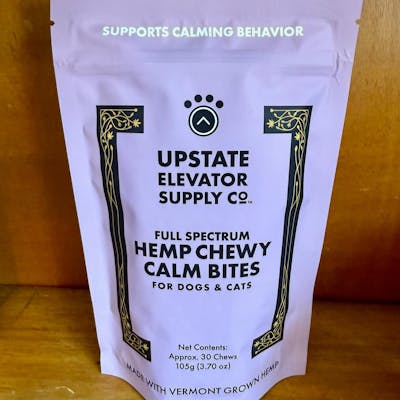 SUPPORTS CALMING BEHAVIOR
UPSTATE
ELEVATOR
SUPPLY CO™
FULL SPECTRUM
HEMP CHEWY
CALM BITES
FOR DOGS & CATS
Net Contents:
Approx. 30 Chews
105g (3.70 oz)
MADE WITH VERMONT GROWN HEMP